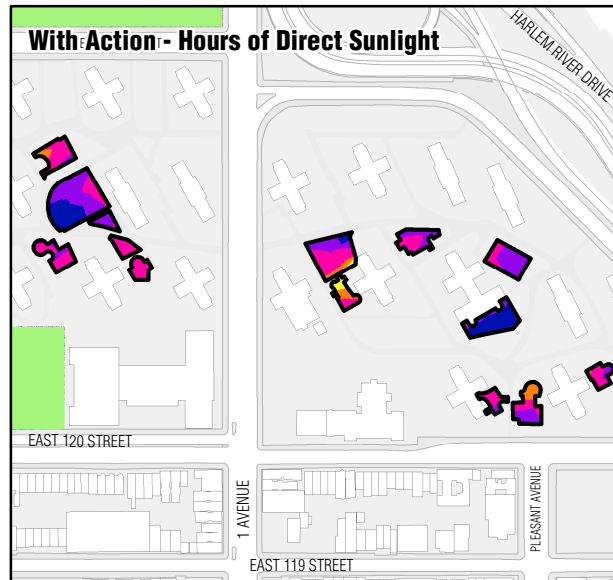 With Action - Hours of Direct Sunlight
HARLEM RIVER DRIVE
EAST 120 STREET
1 AVENUE
PLEASANT AVENUE
EAST 119 STREET